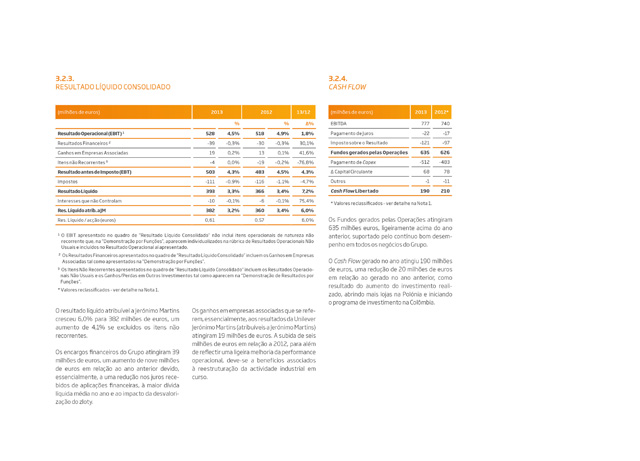 3.2.3.
RESULTADO LÍQUIDO CONSOLIDADO
(milhões de euros) 2013 2012 13/12
% % Δ%
Resultado Operacional (EBIT) ¹ 528 4,5% 518 4,9% 1,8%
Resultados Financeiros ² -39 -0,3% -30 -0,3% 30,1%
Ganhos em Empresas Associadas 19 0,2% 13 0,1% 41,6%
Itens não Recorrentes ³ -4 0,0% -19 -0,2% -76,8%
Resultado antes de Imposto (EBT) 503 4,3% 483 4,5% 4,3%
Impostos -111 -0,9% -116 -1,1% -4,7%
Resultado Líquido 393 3,3% 366 3,4% 7,2%
Interesses que não Controlam -10 -0,1% -6 -0,1% 75,4%
Res. Líquido atrib. a JM 382 3,2% 360 3,4% 6,0%
Res. Líquido / acção (euros) 0,61 0,57 6,0%
¹ O EBIT apresentado no quadro de "Resultado Líquido Consolidado" não inclui itens operacionais de natureza não
recorrente que, na "Demonstração por Funções", aparecem individualizados na rúbrica de Resultados Operacionais Não
Usuais e incluídos no Resultado Operacional aí apresentado.
² Os Resultados Financeiros apresentados no quadro de "Resultado Líquido Consolidado" incluem os Ganhos em Empresas
Associadas tal como apresentados na "Demonstração por Funções".
³ Os Itens Não Recorrentes apresentados no quadro de "Resultado Líquido Consolidado" incluem os Resultados Operacio-
nais Não Usuais e os Ganhos/Perdas em Outros Investimentos tal como aparecem na "Demonstração de Resultados por
Funções".
* Valores reclassificados - ver detalhe na Nota 1.
O resultado líquido atribuível a Jerónimo Martins
cresceu 6,0% para 382 milhões de euros, um
aumento de 4,1% se excluídos os itens não
recorrentes.
Os encargos financeiros do Grupo atingiram 39
milhões de euros, um aumento de nove milhões
de euros em relação ao ano anterior devido,
essencialmente, a uma redução nos juros rece-
bidos de aplicações financeiras, à maior dívida
líquida média no ano e ao impacto da desvalori-
zação do zloty.
Os ganhos em empresas associadas que se refe-
rem, essencialmente, aos resultados da Unilever
Jerónimo Martins (atribuíveis a Jerónimo Martins)
atingiram 19 milhões de euros. A subida de seis
milhões de euros em relação a 2012, para além
de reflectir uma ligeira melhoria da performance
operacional, deve-se a benefícios associados
à reestruturação da actividade industrial em
curso.
3.2.4.
CASH FLOW
(milhões de euros) 2013 2012*
EBITDA 777 740
Pagamento de Juros -22 -17
Imposto sobre o Resultado -121 -97
Fundos gerados pelas Operações 635 626
Pagamento de Capex -512 -483
Δ Capital Circulante 68 78
Outros -1 -11
Cash Flow Libertado 190 210
* Valores reclassificados - ver detalhe na Nota 1.
Os Fundos gerados pelas Operações atingiram
635 milhões euros, ligeiramente acima do ano
anterior, suportado pelo contínuo bom desem-
penho em todos os negócios do Grupo.
O Cash Flow gerado no ano atingiu 190 milhões
de euros, uma redução de 20 milhões de euros
em relação ao gerado no ano anterior, como
resultado do aumento do investimento reali-
zado, abrindo mais lojas na Polónia e iniciando
o programa de investimento na Colômbia.